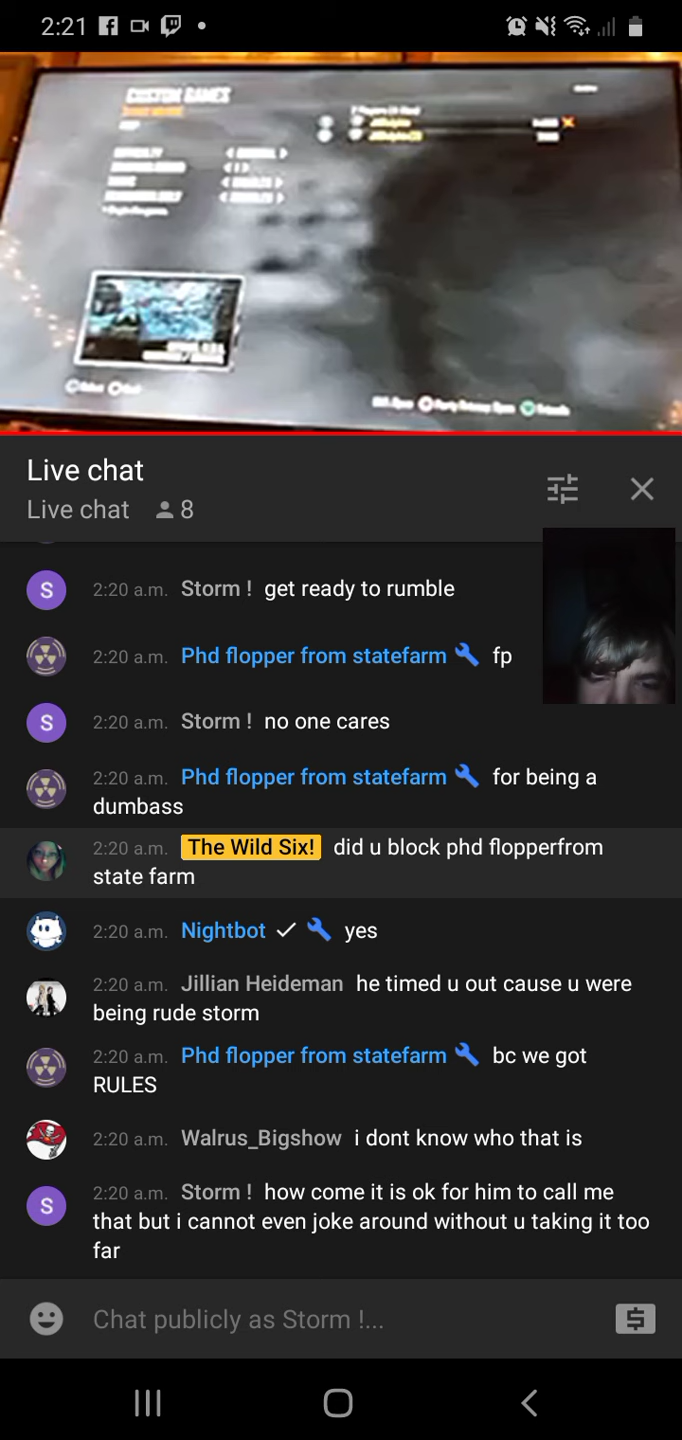 2:21
CUSTOM GAMES
Live chat
Live chat 8
2:20 a.m. Storm ! get ready to rumble
2:20 a.m. Phd flopper from statefarm fp
2:20 a.m. Storm ! no one cares
2:20 a.m. Phd flopper from statefarm for being a
dumbass
2:20 a.m. The Wild Six! did u block phd flopperfrom
state farm
2:20 a.m. Nightbot yes
2:20 a.m. Jillian Heideman he timed u out cause u were
being rude storm
2:20 a.m. Phd flopper from statefarm bc we got
RULES
2:20 a.m. Walrus_Bigshow i dont know who that is
2:20 a.m. Storm ! how come it is ok for him to call me
that but i cannot even joke around without u taking it too
far
Chat publicly as Storm !...
S
S
S